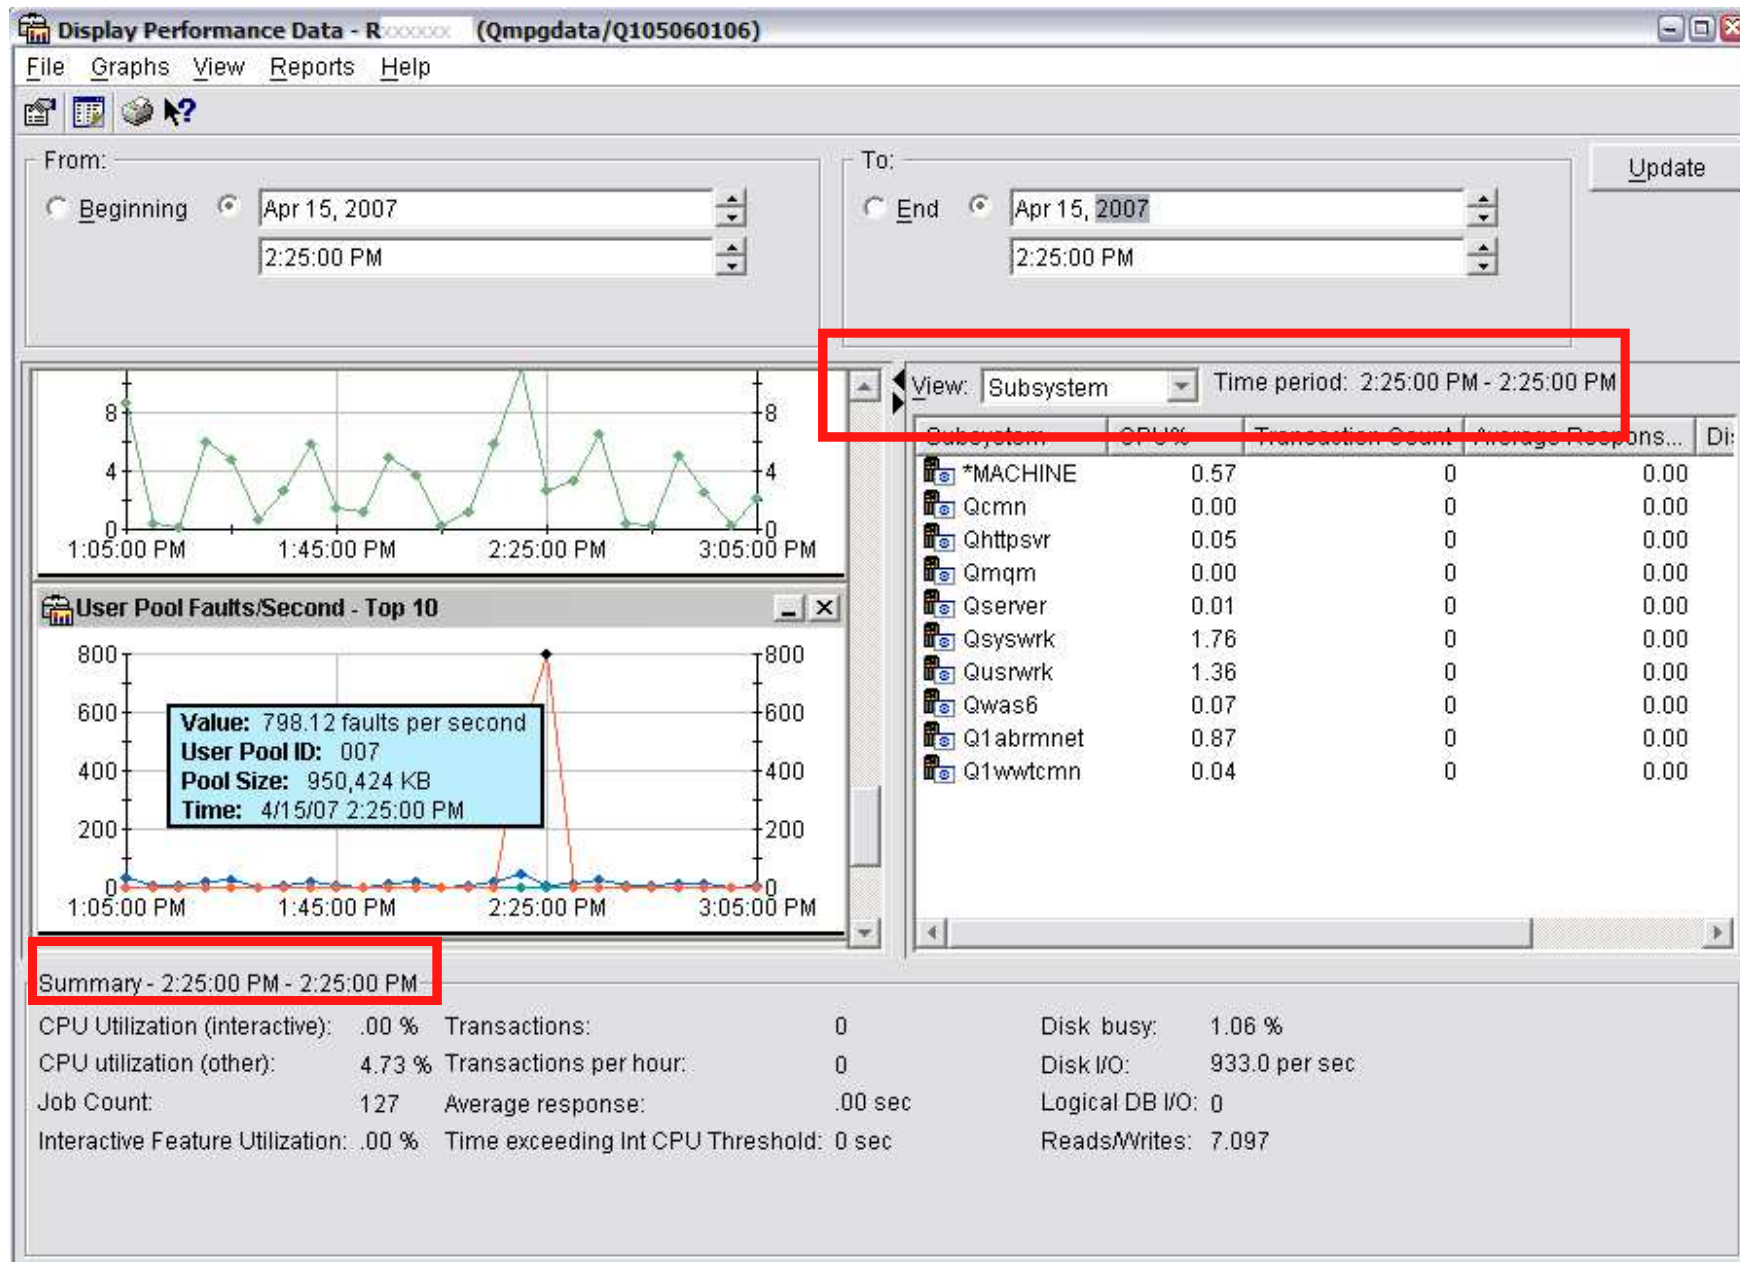 Display Performance Data - Rxxxxxx (Qmpgdata/Q105060106)
File Graphs View Reports Help
From:
Beginning Apr 15, 2007
2:25:00 PM
To:
End Apr 15, 2007
2:25:00 PM
Update
8 8
4 4
0 0
1:05:00 PM 1:45:00 PM 2:25:00 PM 3:05:00 PM
User Pool Faults/Second - Top 10
800 800
600 600
400 400
200 200
0 0
Value: 798.12 faults per second
User Pool ID: 007
Pool Size: 950,424 KB
Time: 4/15/07 2:25:00 PM
1:05:00 PM 1:45:00 PM 2:25:00 PM 3:05:00 PM
View: Subsystem Time period: 2:25:00 PM - 2:25:00 PM
Subsystem CPU% Transaction Count Average Respons...
*MACHINE 0.57 0 0.00
Qcmn 0.00 0 0.00
Qhttpsvr 0.05 0 0.00
Qmqm 0.00 0 0.00
Qserver 0.01 0 0.00
Qsyswrk 1.76 0 0.00
Qusrwrk 1.36 0 0.00
Qwas6 0.07 0 0.00
Q1abrmnet 0.87 0 0.00
Q1wwtcmn 0.04 0 0.00
Summary - 2:25:00 PM - 2:25:00 PM
CPU Utilization (interactive): .00 % Transactions: 0 Disk busy: 1.06 %
CPU utilization (other): 4.73 % Transactions per hour: 0 Disk I/O: 933.0 per sec
Job Count: 127 Average response: .00 sec Logical DB I/O: 0
Interactive Feature Utilization: .00 % Time exceeding Int CPU Threshold: 0 sec Reads/Writes: 7.097